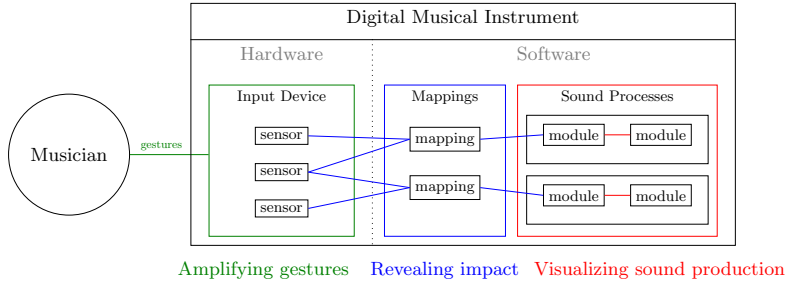 Digital Musical Instrument
Hardware
Software
Input Device
Mappings
Sound Processes
sensor
mapping
module
module
gestures
Musician
sensor
mapping
module
module
sensor
Amplifying gestures
Revealing impact
Visualizing sound production